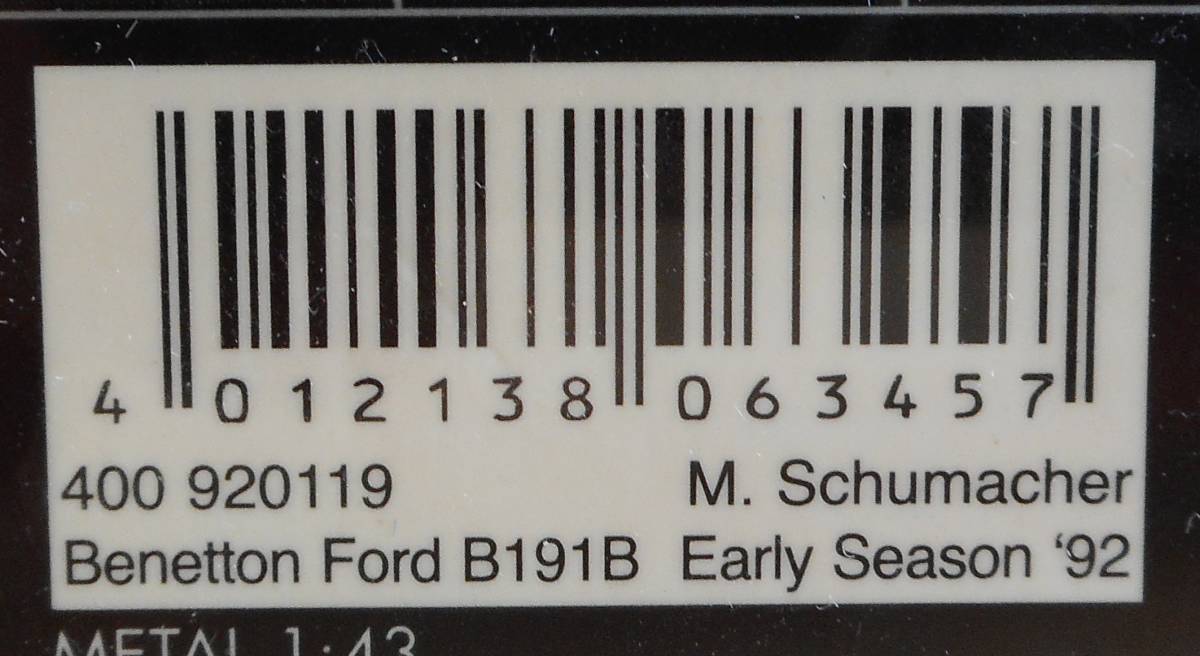 4 012138 063457
400 920119 M. Schumacher
Benetton Ford B191B Early Season ‘92
METAL 1:43